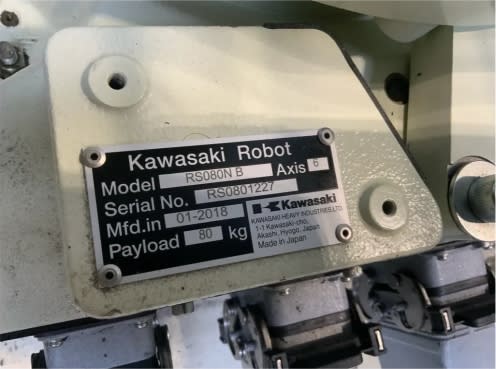 Kawasaki Robot
Model RS080N B Axis 6
Serial No. RS0801227
Mfd.in 01-2018
Payload 80 kg
Kawasaki
KAWASAKI HEAVY INDUSTRIES,LTD.
1-1 Kawasaki-cho,
Akashi, Hyogo, Japan
Made in Japan